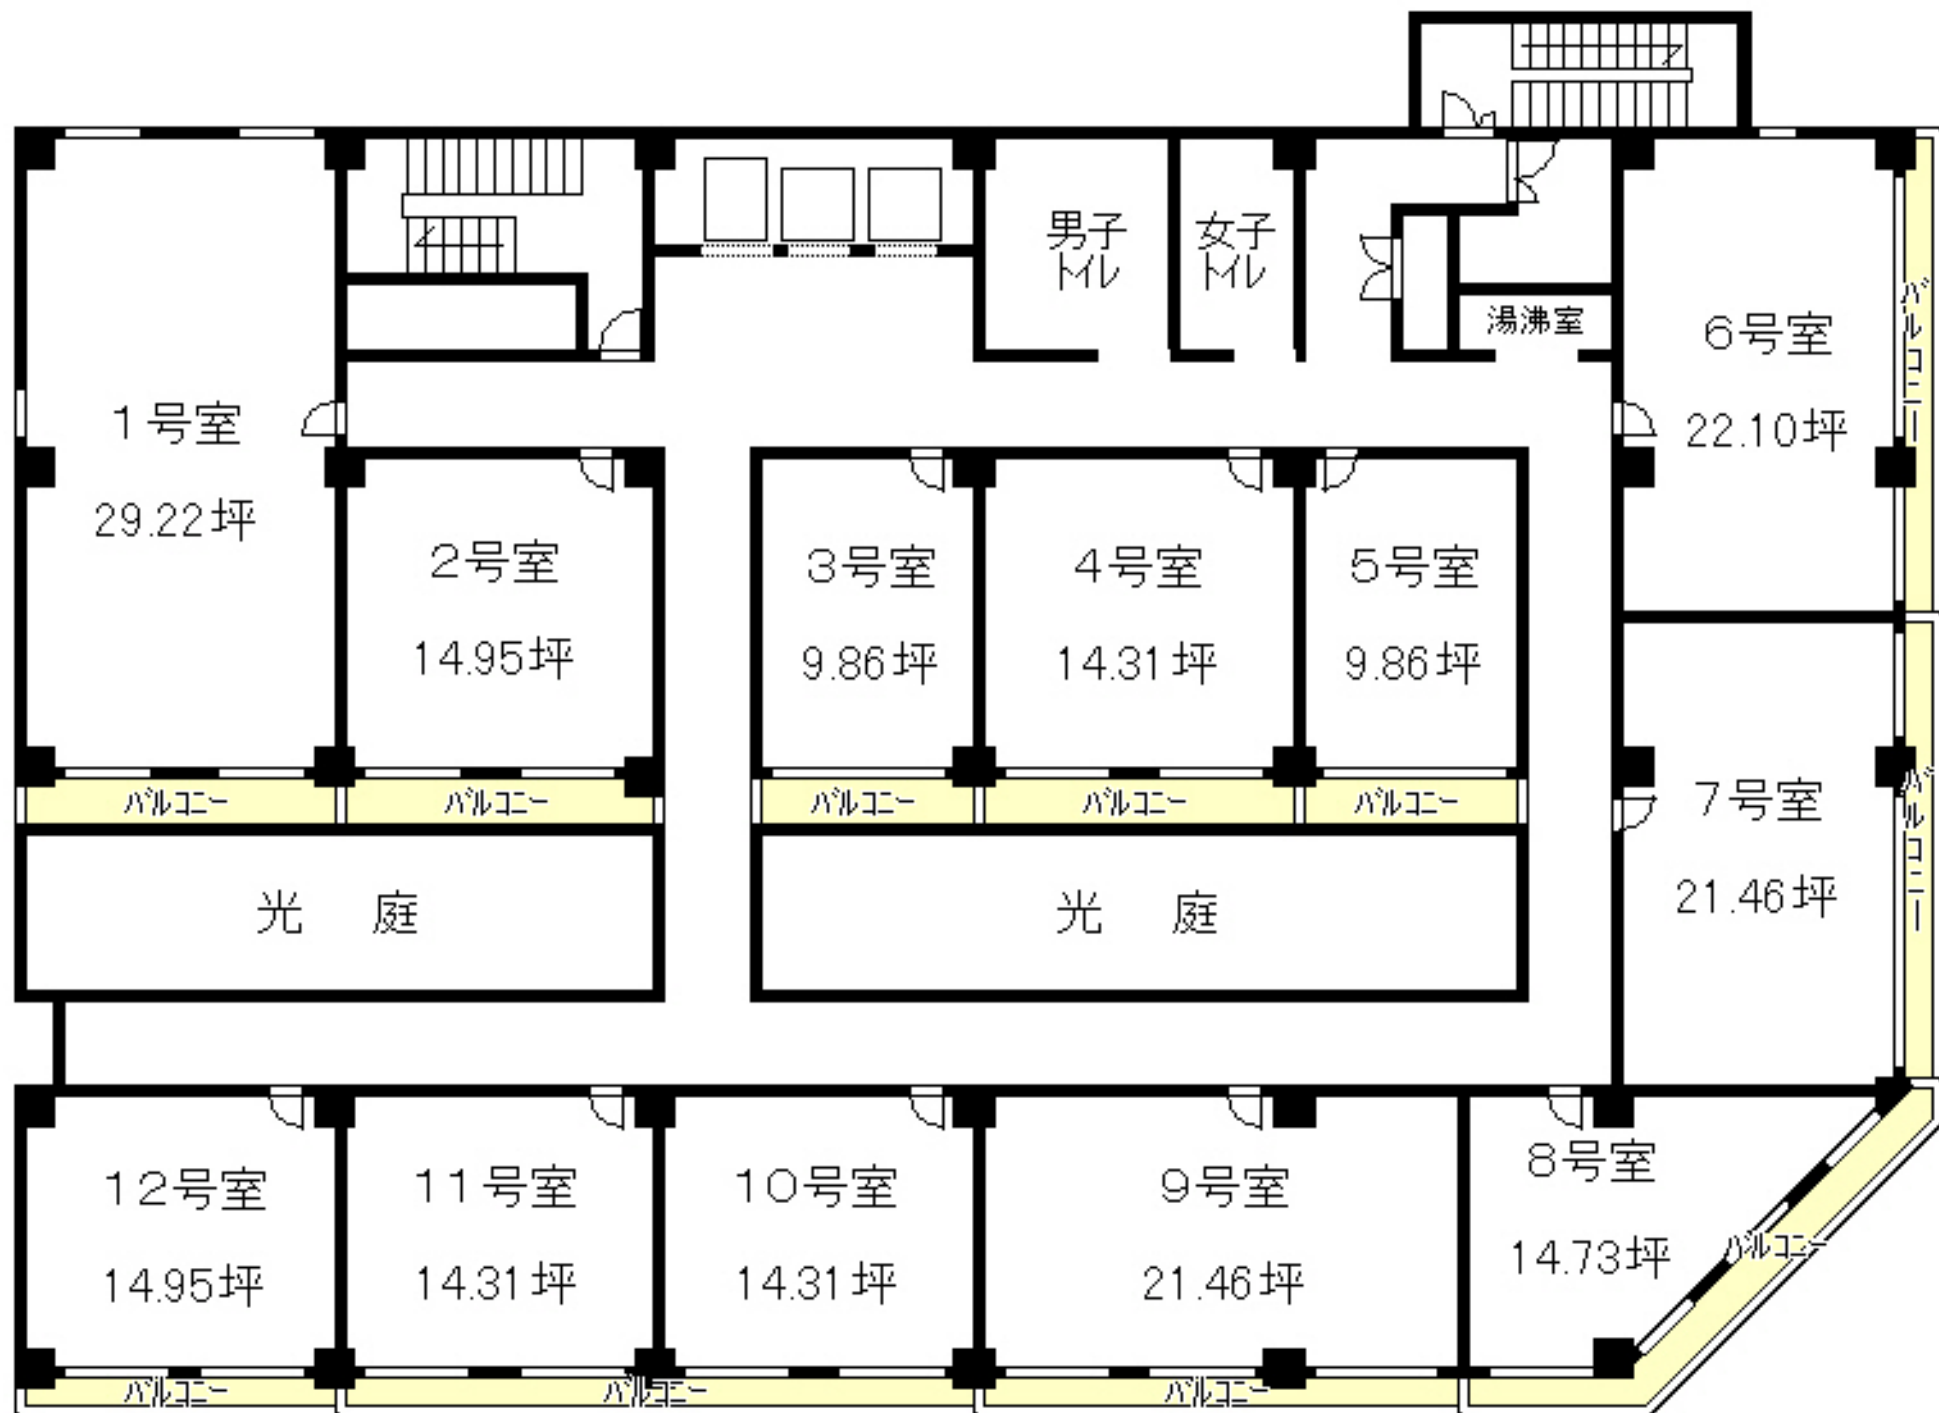 男子
トイレ
女子
トイレ
湯沸室
1号室
29.22坪
2号室
14.95坪
3号室
9.86坪
4号室
14.31坪
5号室
9.86坪
6号室
22.10坪
バルコニー
7号室
21.46坪
バルコニー
バルコニー
バルコニー
バルコニー
バルコニー
バルコニー
光 庭
光 庭
12号室
14.95坪
11号室
14.31坪
10号室
14.31坪
9号室
21.46坪
8号室
14.73坪
バルコニー
バルコニー
バルコニー
バルコニー